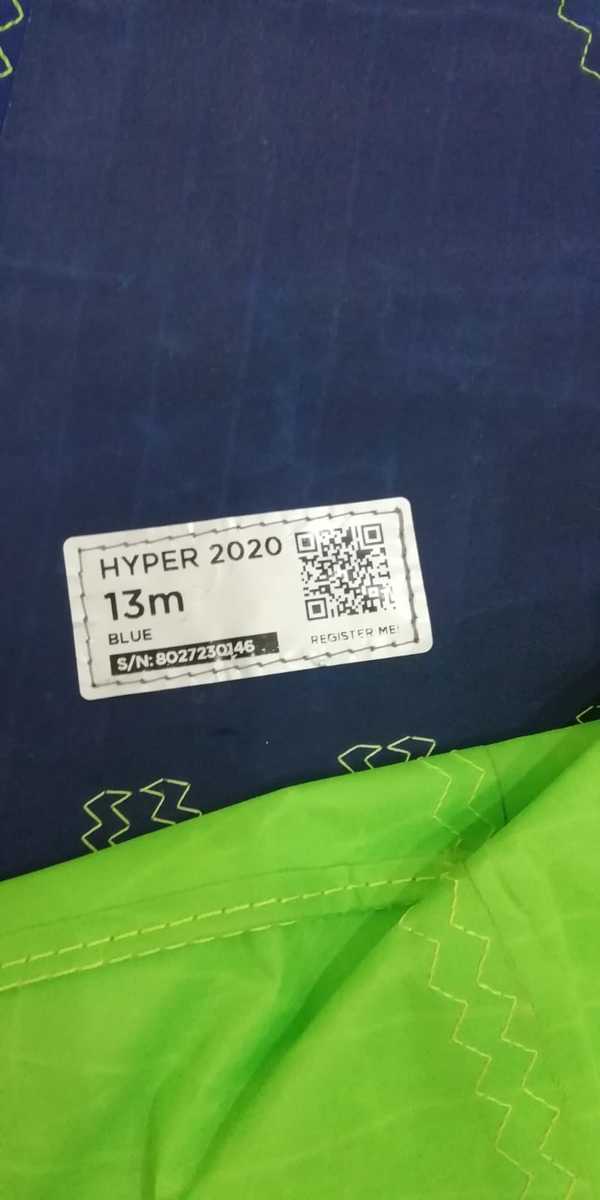 HYPER 2020
13m
BLUE
S/N: 8027230146
REGISTER ME!